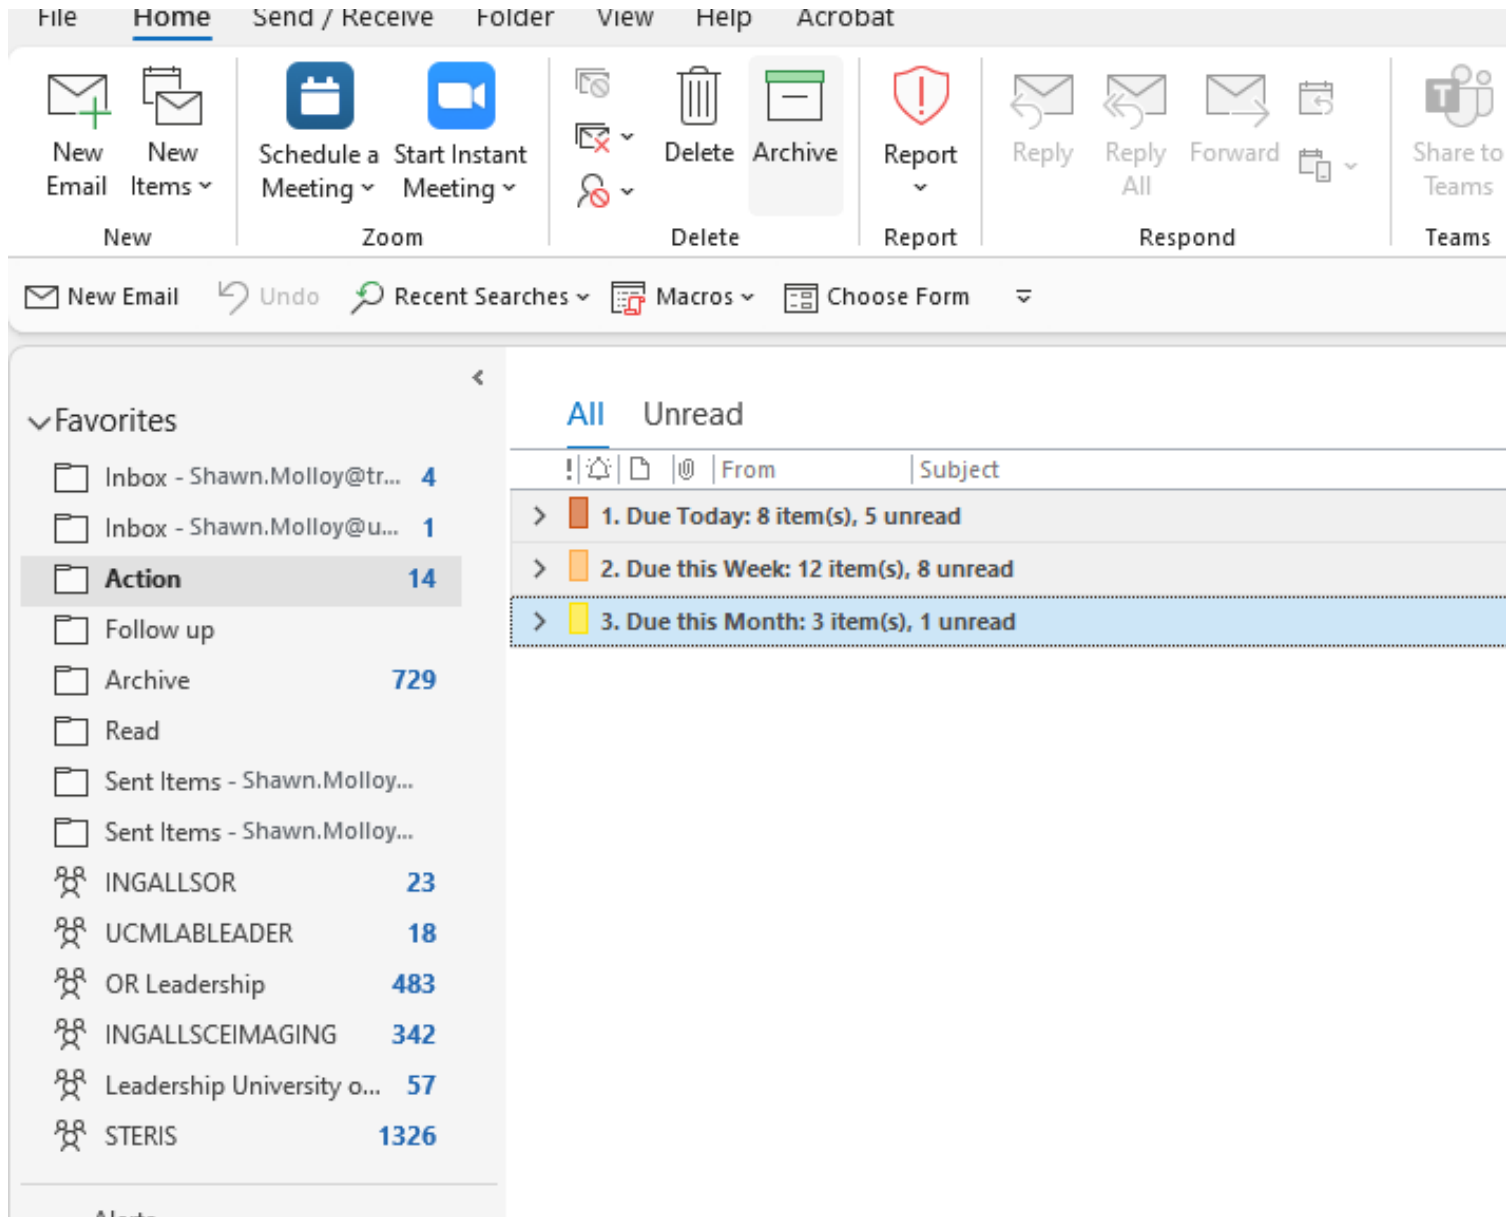 File Home Send / Receive Folder View Help Acrobat
New Email
New Items
Schedule a Meeting
Start Instant Meeting
Delete
Archive
Report
Reply
Reply All
Forward
Share to Teams
New Zoom Delete Report Respond Teams
New Email Undo Recent Searches Macros Choose Form
Favorites
Inbox - Shawn.Molloy@tr... 4
Inbox - Shawn.Molloy@u... 1
Action 14
Follow up
Archive 729
Read
Sent Items - Shawn.Molloy...
Sent Items - Shawn.Molloy...
INGALLSOR 23
UCMLABLEADER 18
OR Leadership 483
INGALLSCEIMAGING 342
Leadership University o... 57
STERIS 1326
Alerts
All Unread
From Subject
1. Due Today: 8 item(s), 5 unread
2. Due this Week: 12 item(s), 8 unread
3. Due this Month: 3 item(s), 1 unread